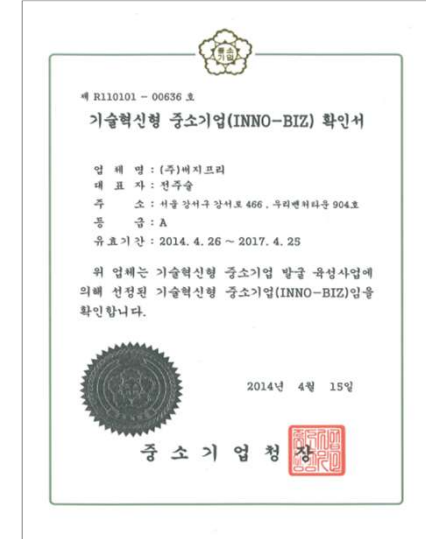 중소
기업
제 R110101 - 00636 호
기술혁신형 중소기업(INNO-BIZ) 확인서
업 체 명 : (주)버지프리
대 표 자 : 전주술
주 소 : 서울 강서구 강서로 466 , 우리벤처타운 904호
등 급 : A
유효기간 : 2014. 4. 26 ~ 2017. 4. 25
위 업체는 기술혁신형 중소기업 발굴 육성사업에
의해 선정된 기술혁신형 중소기업(INNO-BIZ)임을
확인합니다.
2014년 4월 15일
중 소 기 업 청 장